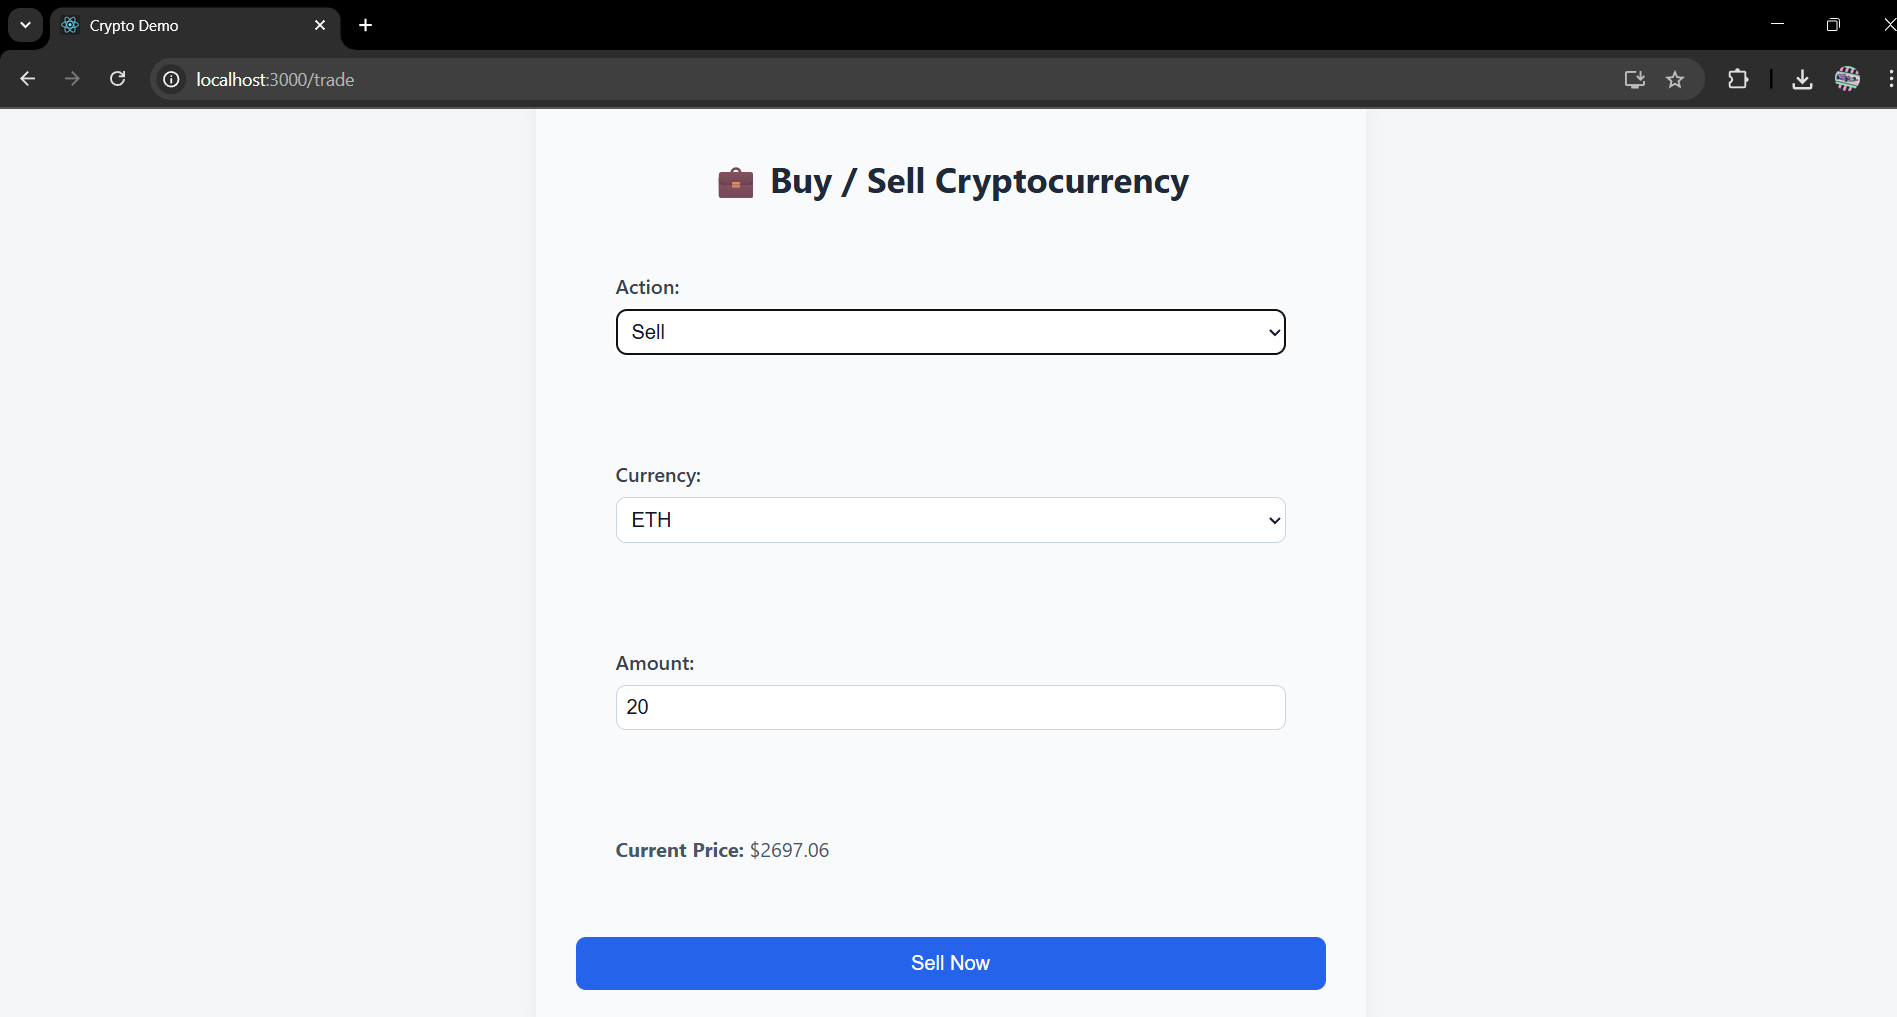 Crypto Demo
localhost:3000/trade
Buy / Sell Cryptocurrency
Action:
Sell
Currency:
ETH
Amount:
20
Current Price: $2697.06
Sell Now